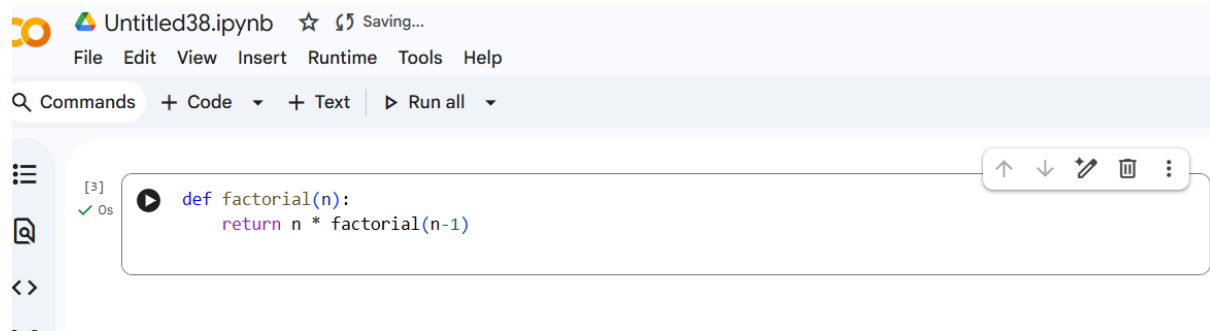 Untitled38.ipynb Saving...
File Edit View Insert Runtime Tools Help
Commands + Code + Text Run all
[3]
0s
def factorial(n):
    return n * factorial(n-1)